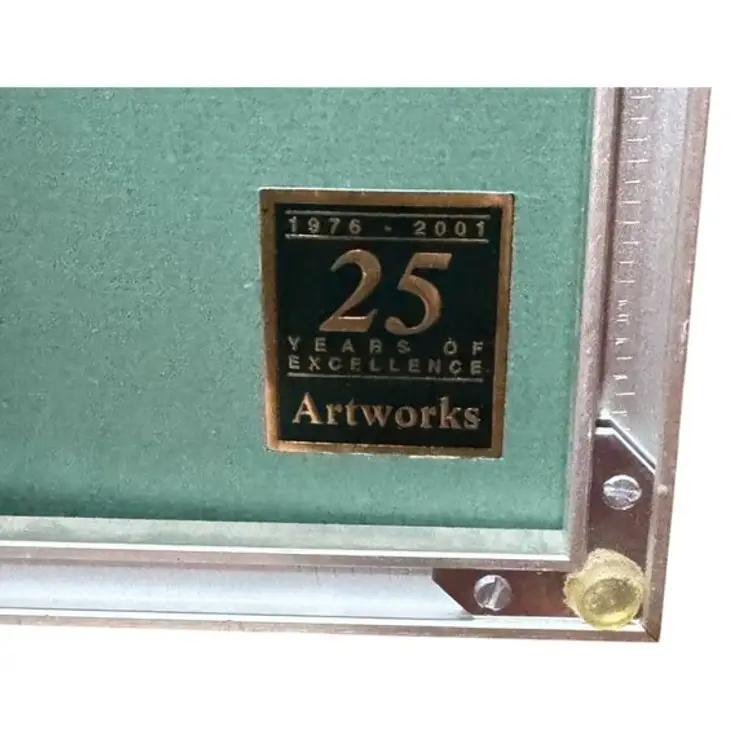 1976 - 2001
25
YEARS OF
EXCELLENCE
Artworks